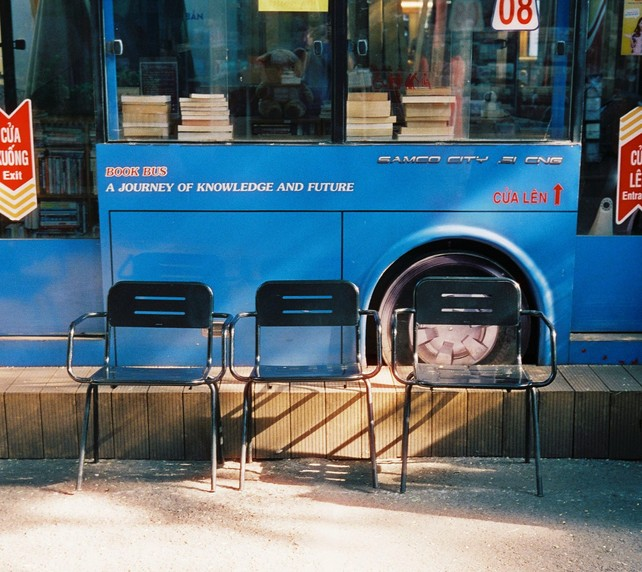 08
CỬA
XUỐNG
Exit
BOOK BUS
A JOURNEY OF KNOWLEDGE AND FUTURE
SAMCO CITY
CNG
CỬA LÊN
CỬ
LÊ
Entra